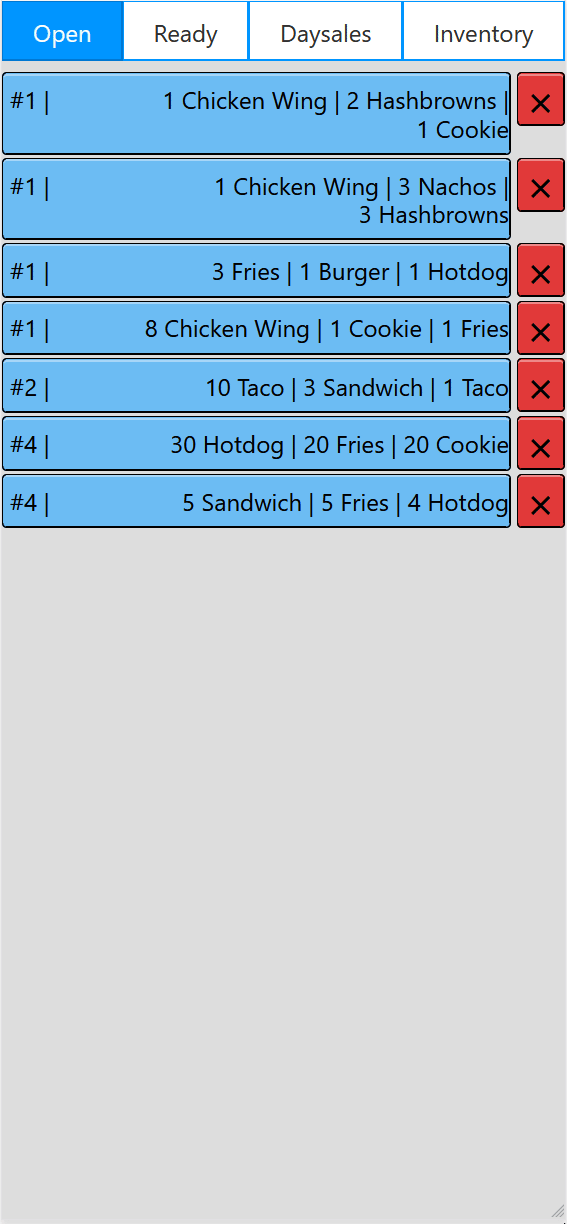 Open Ready Daysales Inventory
#1 | 1 Chicken Wing | 2 Hashbrowns |
1 Cookie
#1 | 1 Chicken Wing | 3 Nachos |
3 Hashbrowns
#1 | 3 Fries | 1 Burger | 1 Hotdog
#1 | 8 Chicken Wing | 1 Cookie | 1 Fries
#2 | 10 Taco | 3 Sandwich | 1 Taco
#4 | 30 Hotdog | 20 Fries | 20 Cookie
#4 | 5 Sandwich | 5 Fries | 4 Hotdog